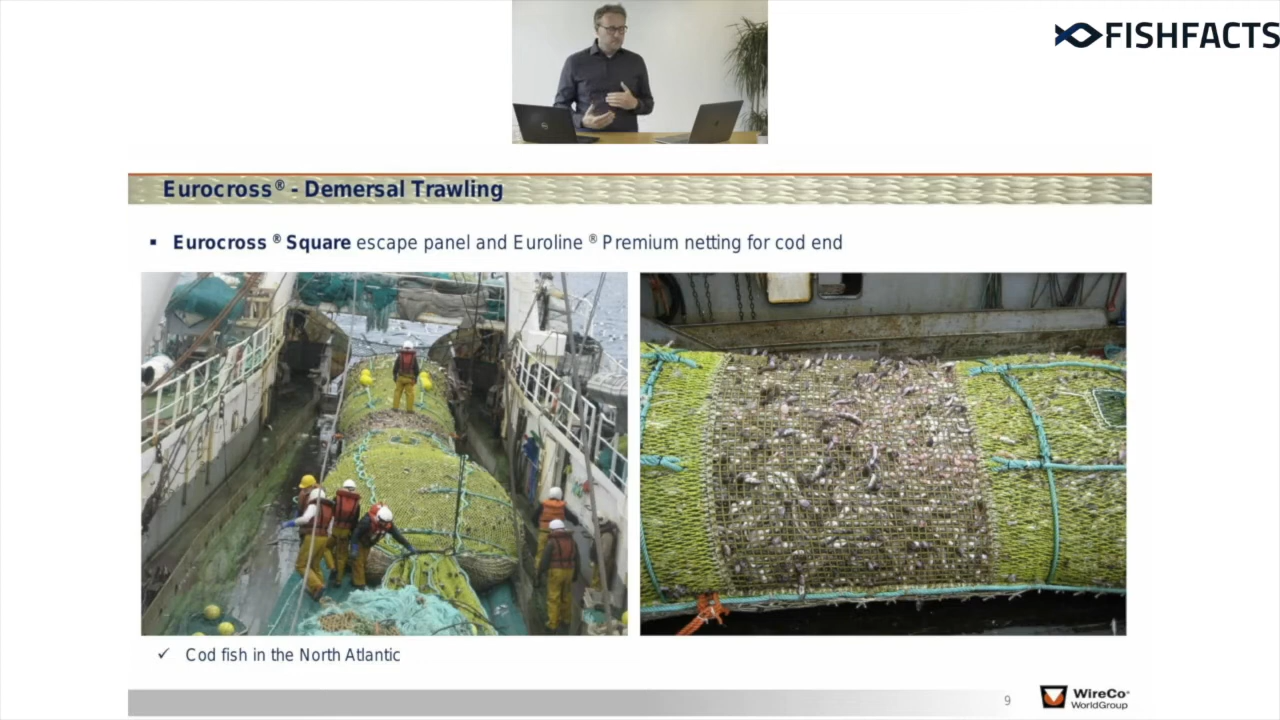 FISHFACTS
Eurocross® - Demersal Trawling
▪ Eurocross ® Square escape panel and Euroline ® Premium netting for cod end
✓ Cod fish in the North Atlantic
9
WireCo®
WorldGroup